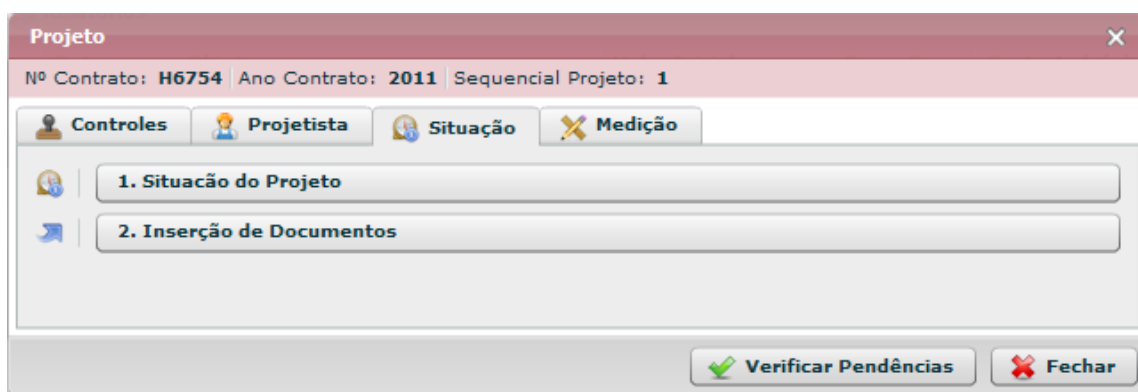 Projeto
Nº Contrato: H6754 Ano Contrato: 2011 Sequencial Projeto: 1
Controles Projetista Situação Medição
1. Situacão do Projeto
2. Inserção de Documentos
Verificar Pendências Fechar